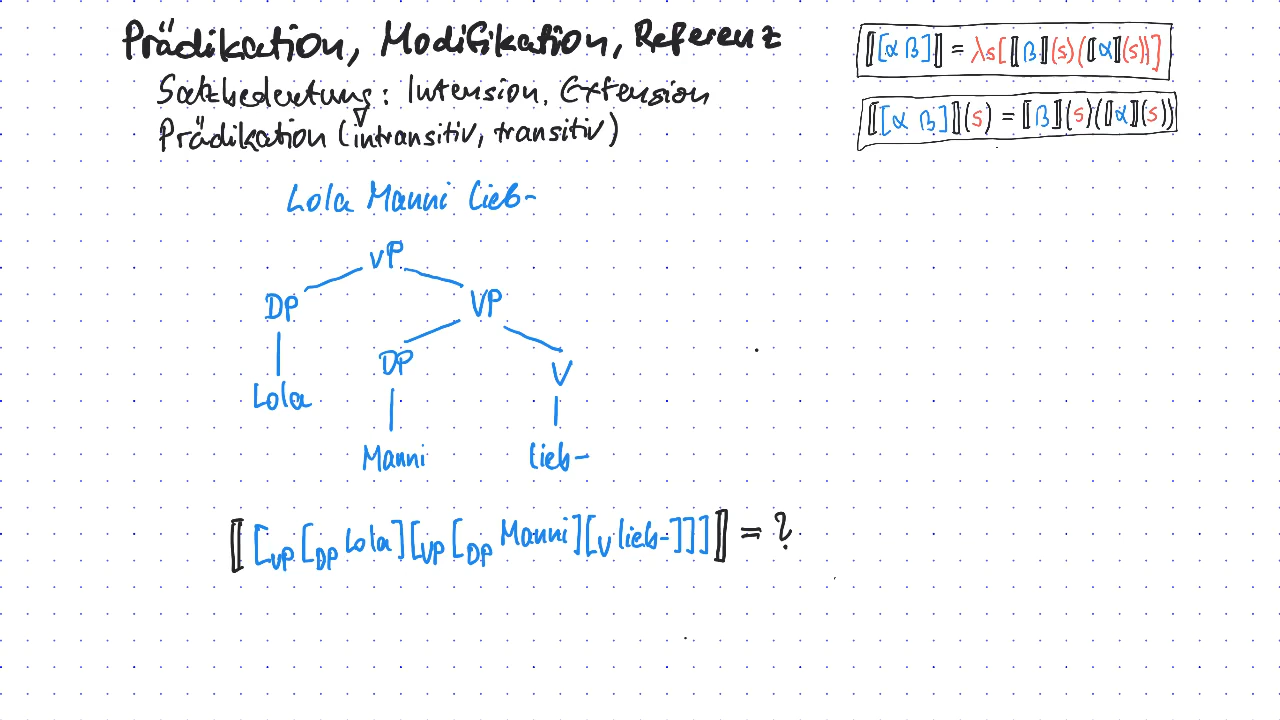 Prädikation, Modifikation, Referenz
Satzbedeutung: Intension, Extension
Prädikation (intransitiv, transitiv)
⟦[α β]⟧ = λs[⟦β⟧(s)(⟦α⟧(s))]
⟦[α β]⟧(s) = ⟦β⟧(s)(⟦α⟧(s))
Lola Manni lieb-
vP
DP VP
DP V
Lola
Manni lieb-
⟦[vP [DP Lola] [VP [DP Manni] [V lieb-]]]⟧ = ?